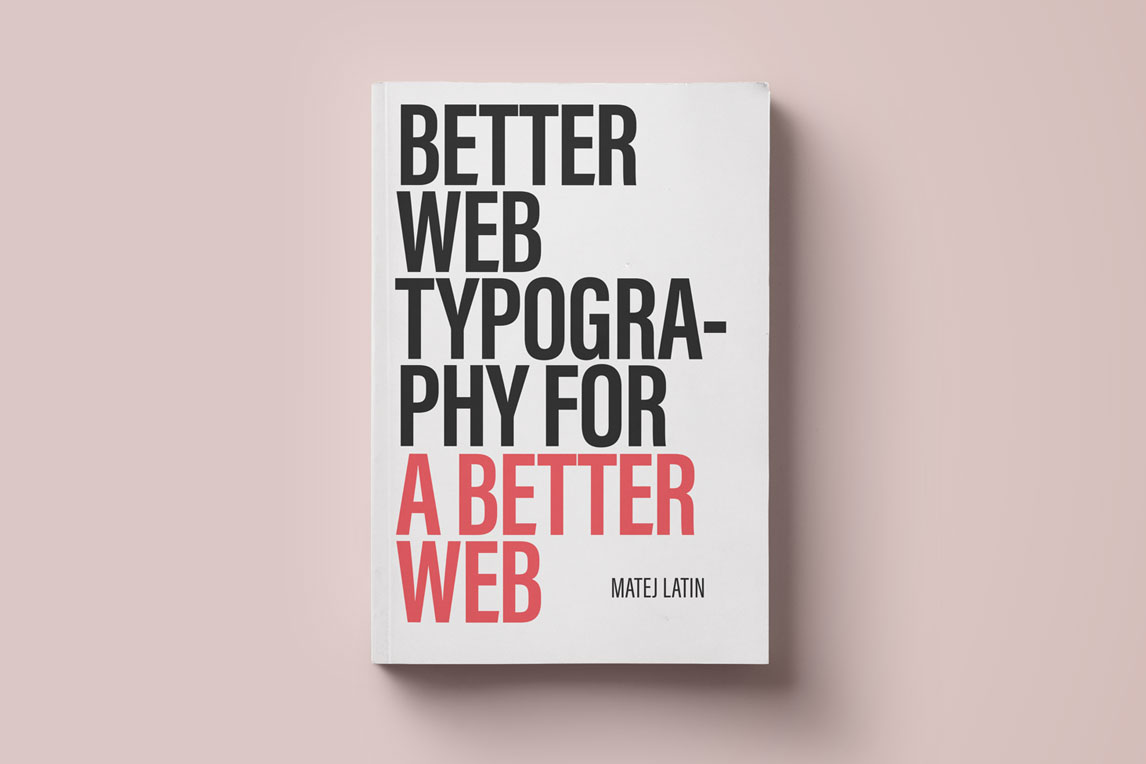 BETTER
WEB
TYPOGRA-
PHY FOR
A BETTER
WEB
MATEJ LATIN